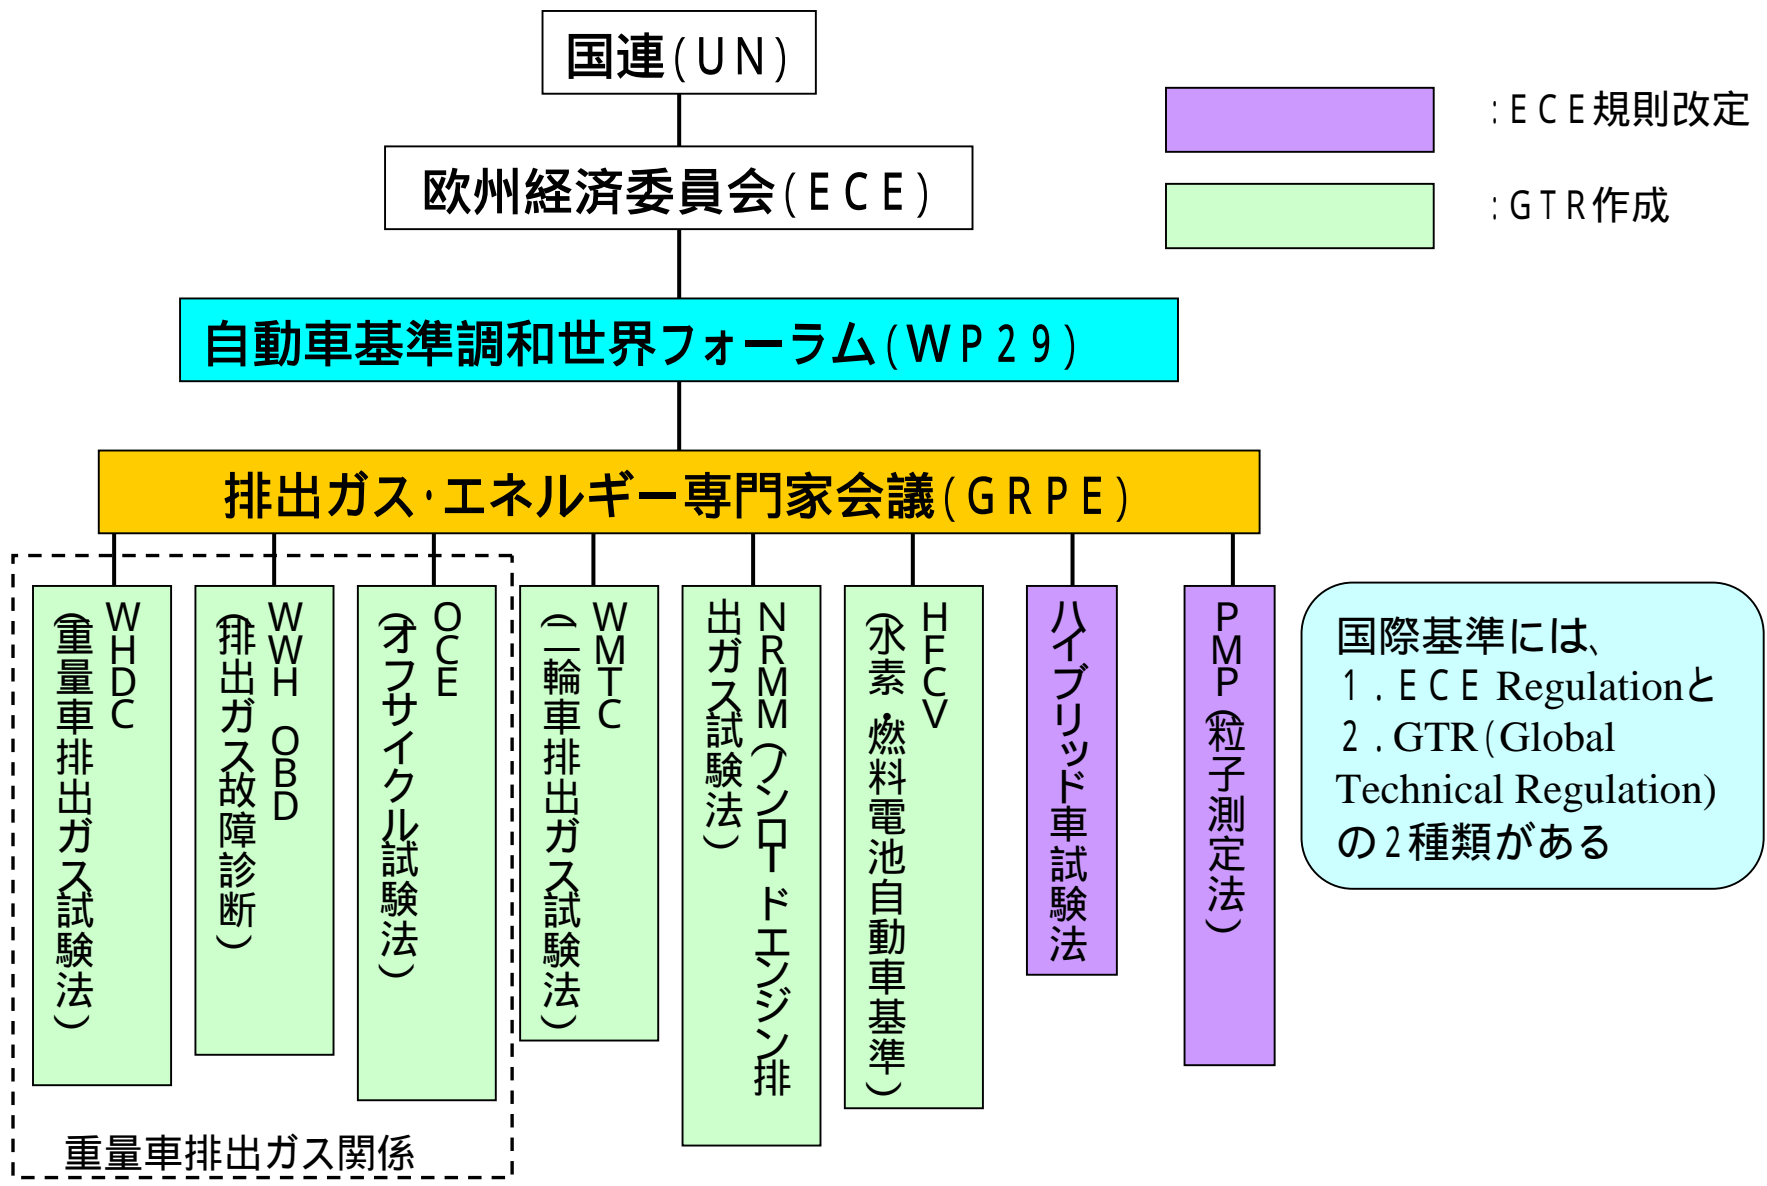 国連(UN)
:ECE規則改定
欧州経済委員会(ECE)
:GTR作成
自動車基準調和世界フォーラム(WP29)
排出ガス・エネルギー専門家会議(GRPE)
WHDC
(重量車排出ガス試験法)
WWH OBD
(排出ガス故障診断)
OCE
(オフサイクル試験法)
WMTC
(二輪車排出ガス試験法)
NRMM(ノンロードエンジン排
出ガス試験法)
HFCV
(水素・燃料電池自動車基準)
ハイブリッド車試験法
PMP(粒子測定法)
国際基準には、
1.ECE Regulationと
2.GTR(Global
Technical Regulation)
の2種類がある
重量車排出ガス関係